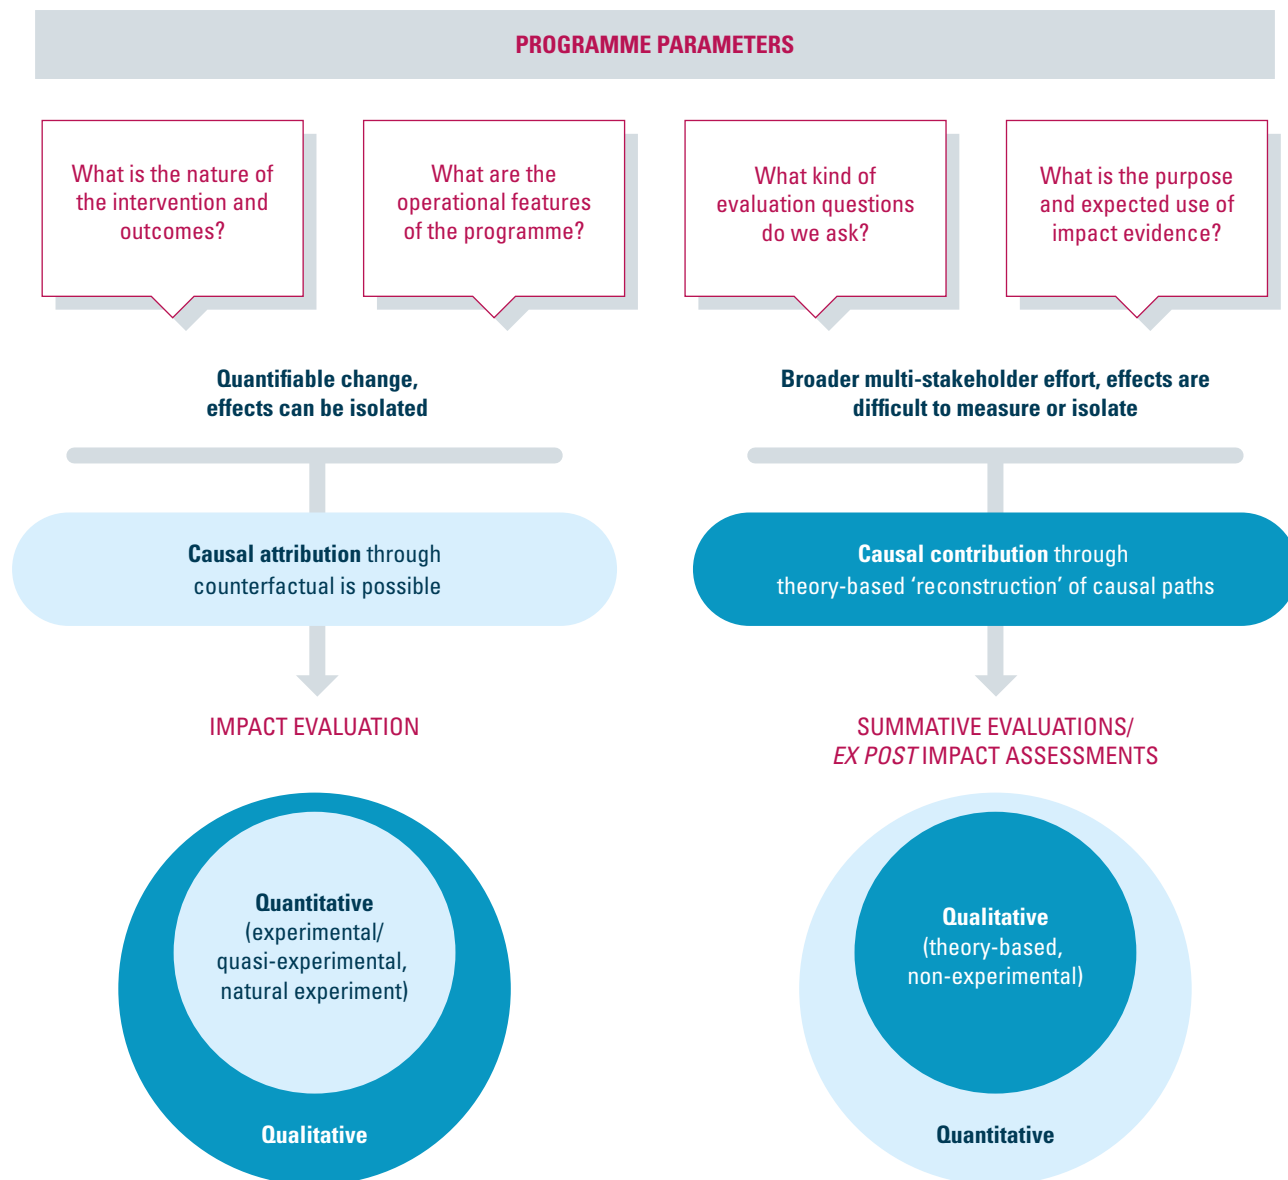 PROGRAMME PARAMETERS
What is the nature of
the intervention and
outcomes?
What are the
operational features
of the programme?
What kind of
evaluation questions
do we ask?
What is the purpose
and expected use of
impact evidence?
Quantifiable change,
effects can be isolated
Broader multi-stakeholder effort, effects are
difficult to measure or isolate
Causal attribution through
counterfactual is possible
Causal contribution through
theory-based ‘reconstruction’ of causal paths
IMPACT EVALUATION
SUMMATIVE EVALUATIONS/
EX POST IMPACT ASSESSMENTS
Quantitative
(experimental/
quasi-experimental,
natural experiment)
Qualitative
Qualitative
(theory-based,
non-experimental)
Quantitative